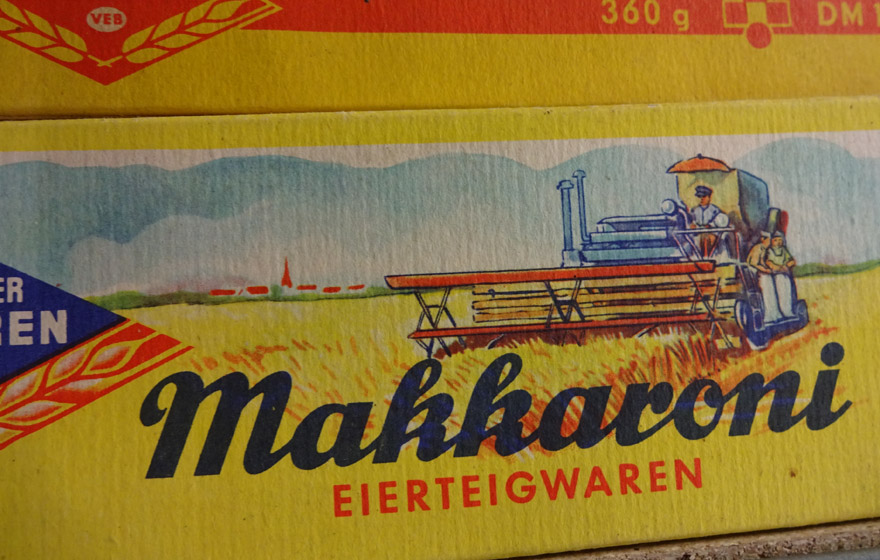 VEB
360 g
DM 1
ER
REN
Makkaroni
EIERTEIGWAREN